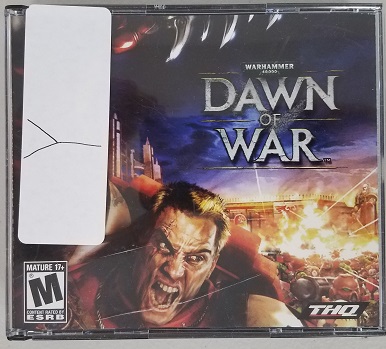 WARHAMMER
40,000
DAWN
OF
WAR
Y
MATURE 17+
M
CONTENT RATED BY
ESRB
THQ